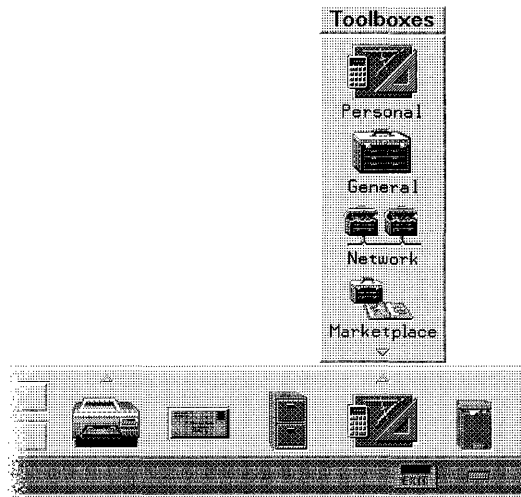 Toolboxes
Personal
General
Network
Marketplace
EXIT